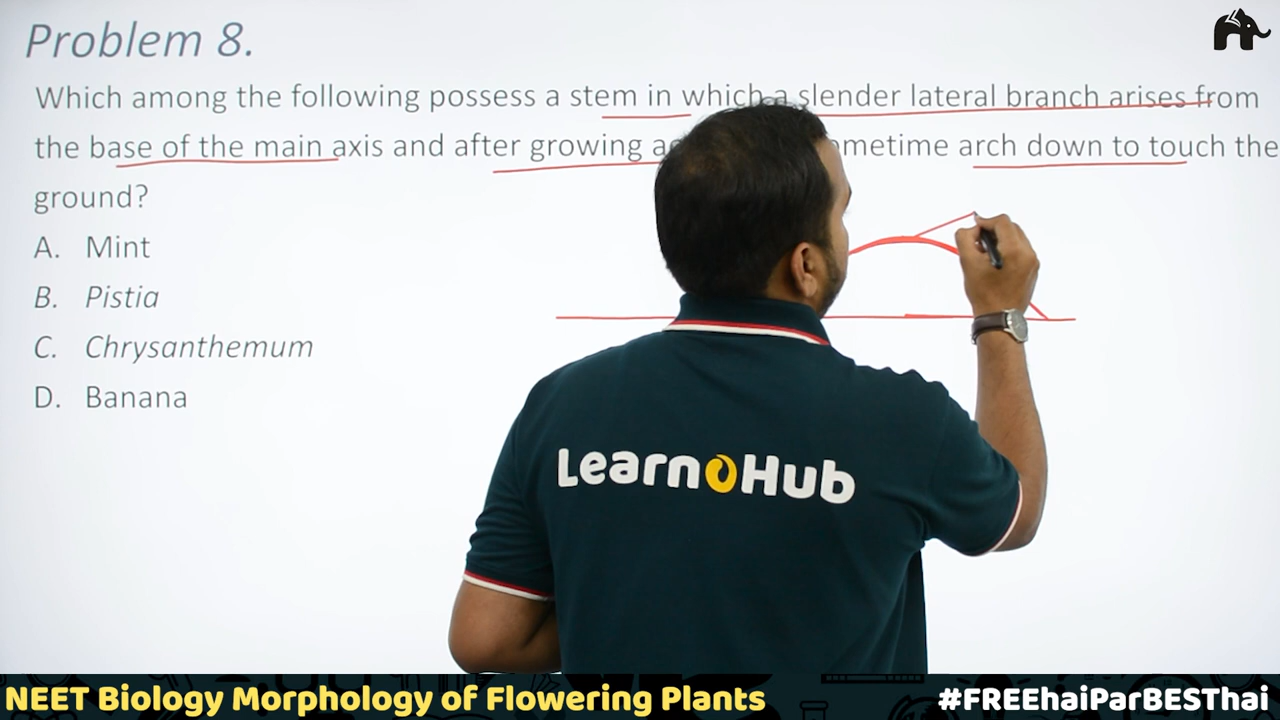 Problem 8.
Which among the following possess a stem in which a slender lateral branch arises from
the base of the main axis and after growing ometime arch down to touch the
ground?
A. Mint
B. Pistia
C. Chrysanthemum
D. Banana
LearnoHub
NEET Biology Morphology of Flowering Plants
#FREEhaiParBESThai